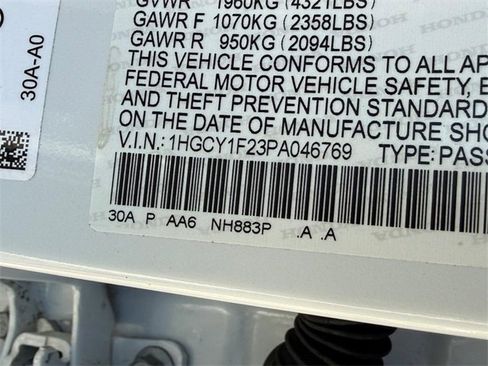 GVWR 1960KG (4321LBS)
GAWR F 1070KG (2358LBS)
GAWR R 950KG (2094LBS)
THIS VEHICLE CONFORMS TO ALL AP
FEDERAL MOTOR VEHICLE SAFETY, B
AND THEFT PREVENTION STANDARD
ON THE DATE OF MANUFACTURE SHO
V.I.N.: 1HGCY1F23PA046769 TYPE: PASS
30A P AA6 NH883P .A .A
30A-A0
HONDA